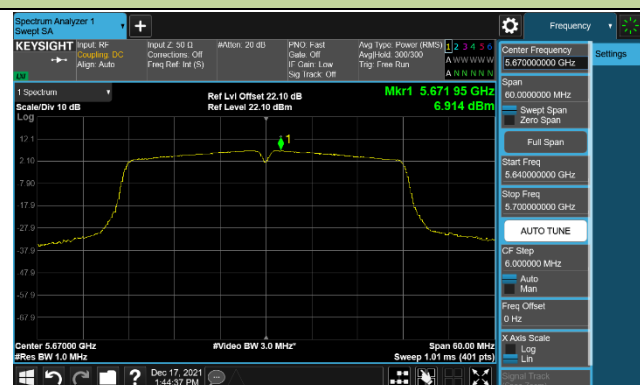 Spectrum Analyzer 1
Swept SA
Frequency
Settings
KEYSIGHT
Input: RF
Coupling: DC
Align: Auto
Input Z: 50 Ω
Corrections: Off
Freq Ref: Int (S)
#Atten: 20 dB
PNO: Fast
Gate: Off
IF Gain: Low
Sig Track: Off
Avg Type: Power (RMS)
Avg|Hold: 300/300
Trig: Free Run
1 2 3 4 5 6
A W W W W W
A N N N N N
LVI
1 Spectrum
Scale/Div 10 dB
Log
Ref Lvl Offset 22.10 dB
Ref Level 22.10 dBm
Mkr1 5.671 95 GHz
6.914 dBm
1
12.1
2.10
-7.90
-17.9
-27.9
-37.9
-47.9
-57.9
-67.9
Center 5.67000 GHz
#Res BW 1.0 MHz
#Video BW 3.0 MHz*
Span 60.00 MHz
Sweep 1.01 ms (401 pts)
Center Frequency
5.670000000 GHz
Span
60.0000000 MHz
Swept Span
Zero Span
Full Span
Start Freq
5.640000000 GHz
Stop Freq
5.700000000 GHz
AUTO TUNE
CF Step
6.000000 MHz
Auto
Man
Freq Offset
0 Hz
X Axis Scale
Log
Lin
Signal Track
Dec 17, 2021
1:44:37 PM